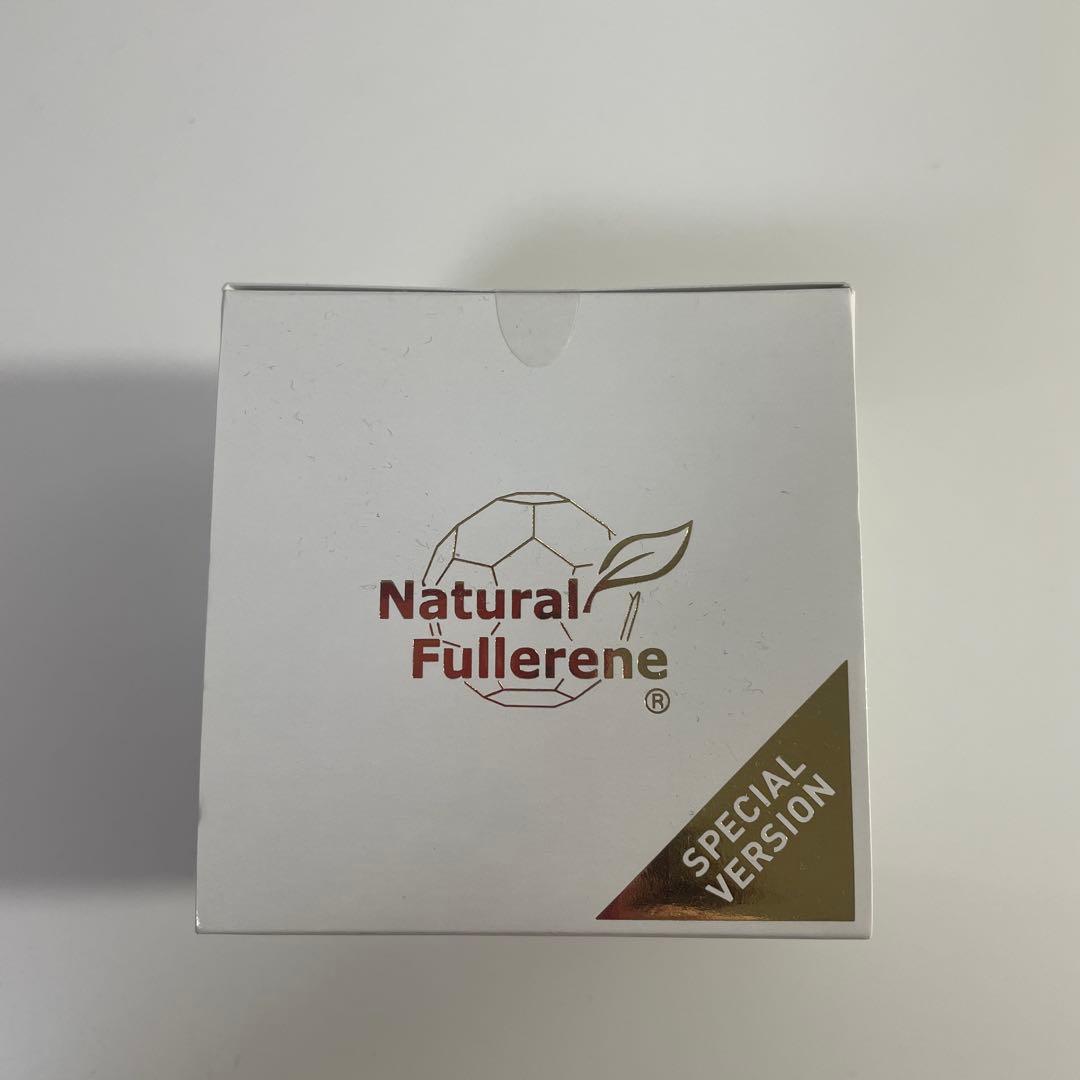 Natural
Fullerene
®
SPECIAL
VERSION